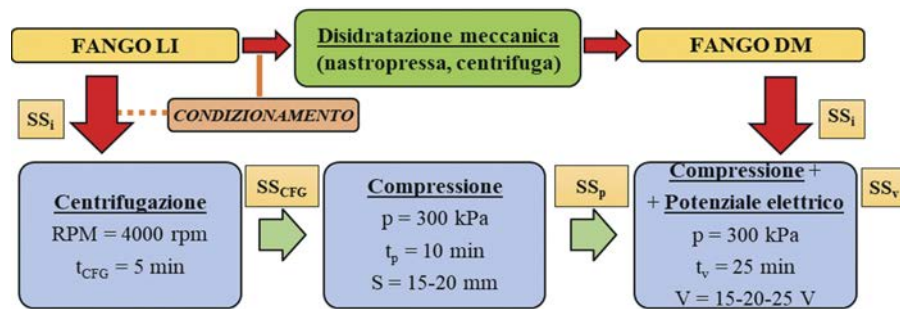 FANGO LI
Disidratazione meccanica
(nastropressa, centrifuga)
FANGO DM
SSi
CONDIZIONAMENTO
SSi
Centrifugazione
RPM = 4000 rpm
tCFG = 5 min
SSCFG
Compressione
p = 300 kPa
tp = 10 min
S = 15-20 mm
SSp
Compressione +
+ Potenziale elettrico
p = 300 kPa
tv = 25 min
V = 15-20-25 V
SSv